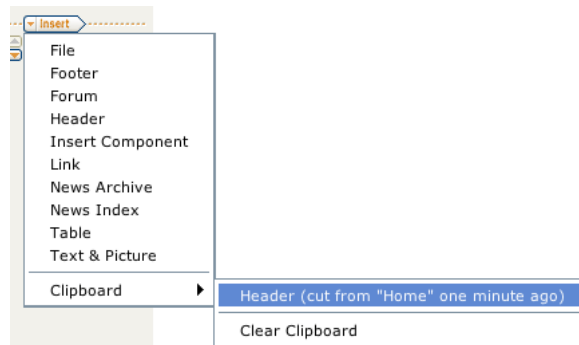 Insert
File
Footer
Forum
Header
Insert Component
Link
News Archive
News Index
Table
Text & Picture
Clipboard
Header (cut from "Home" one minute ago)
Clear Clipboard